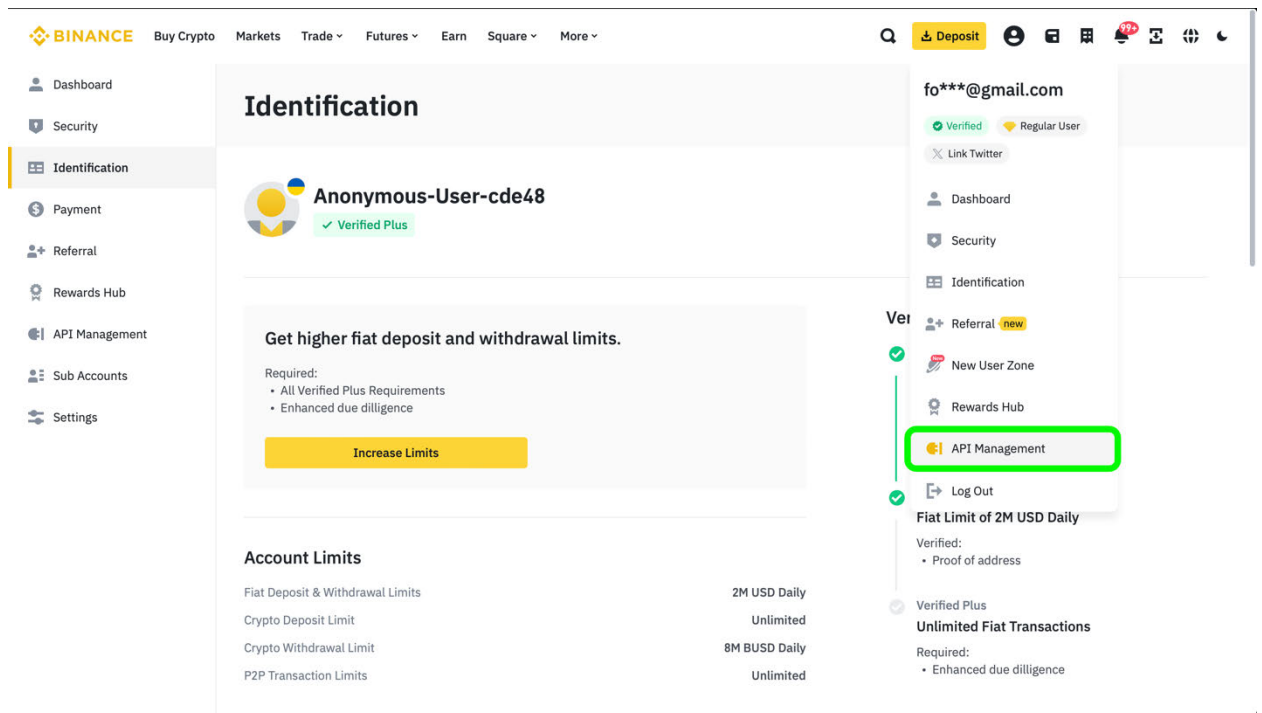 BINANCE Buy Crypto Markets Trade Futures Earn Square More Deposit 99+
Dashboard
Security
Identification
Payment
Referral
Rewards Hub
API Management
Sub Accounts
Settings
Identification
Anonymous-User-cde48
Verified Plus
Get higher fiat deposit and withdrawal limits.
Required:
• All Verified Plus Requirements
• Enhanced due dilligence
Increase Limits
Account Limits
Fiat Deposit & Withdrawal Limits 2M USD Daily
Crypto Deposit Limit Unlimited
Crypto Withdrawal Limit 8M BUSD Daily
P2P Transaction Limits Unlimited
fo***@gmail.com
Verified Regular User
Link Twitter
Dashboard
Security
Identification
Referral new
New User Zone
Rewards Hub
API Management
Log Out
Ver
Fiat Limit of 2M USD Daily
Verified:
• Proof of address
Verified Plus
Unlimited Fiat Transactions
Required:
• Enhanced due dilligence